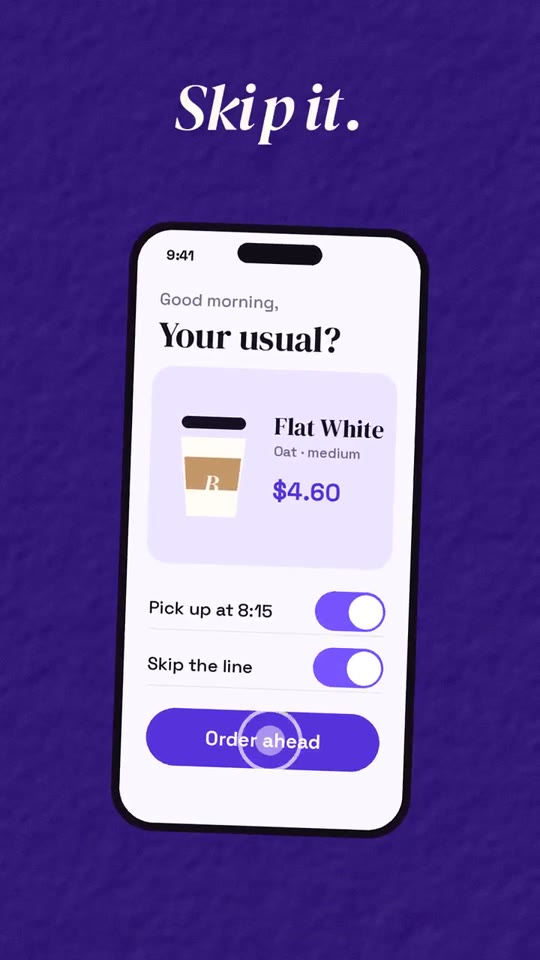 Skip it.
9:41
Good morning,
Your usual?
Flat White
Oat · medium
$4.60
B
Pick up at 8:15
Skip the line
Order ahead